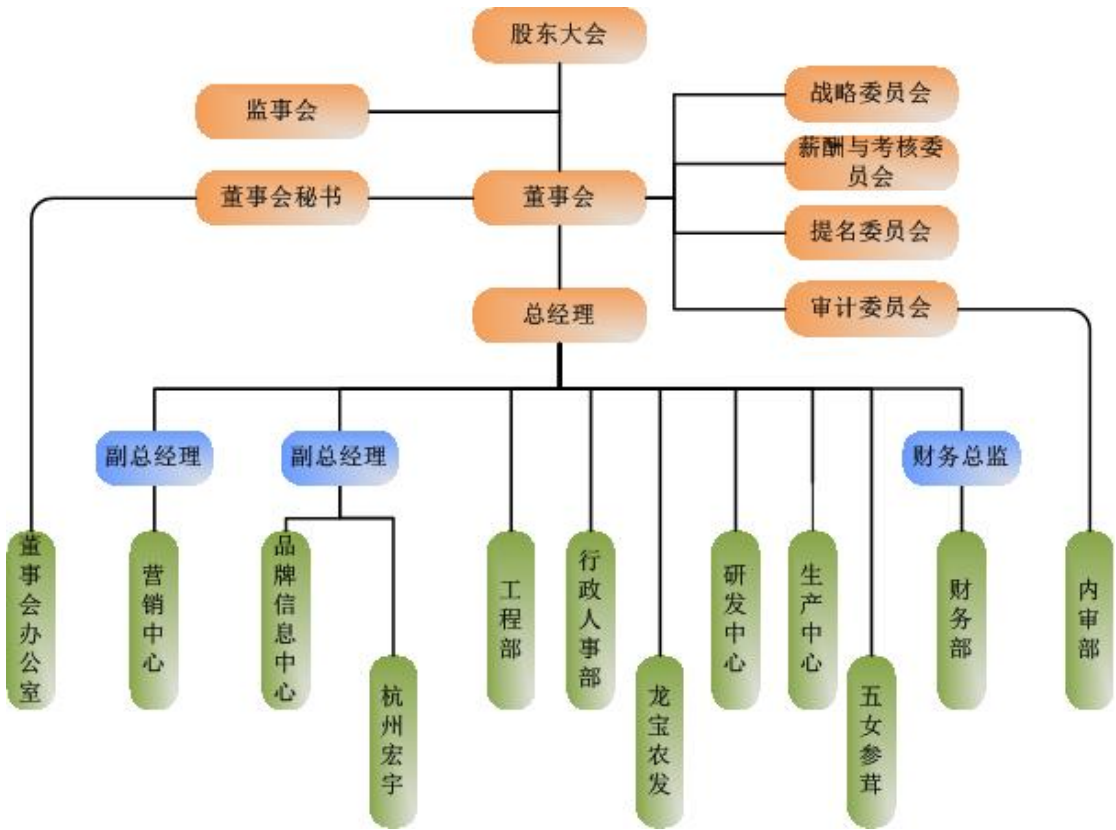 股东大会
监事会
战略委员会
薪酬与考核委
员会
董事会秘书
董事会
提名委员会
总经理
审计委员会
副总经理
副总经理
财务总监
董事会办公室
营销中心
品牌信息中心
杭州宏宇
工程部
行政人事部
龙宝农发
研发中心
生产中心
五女参茸
财务部
内审部